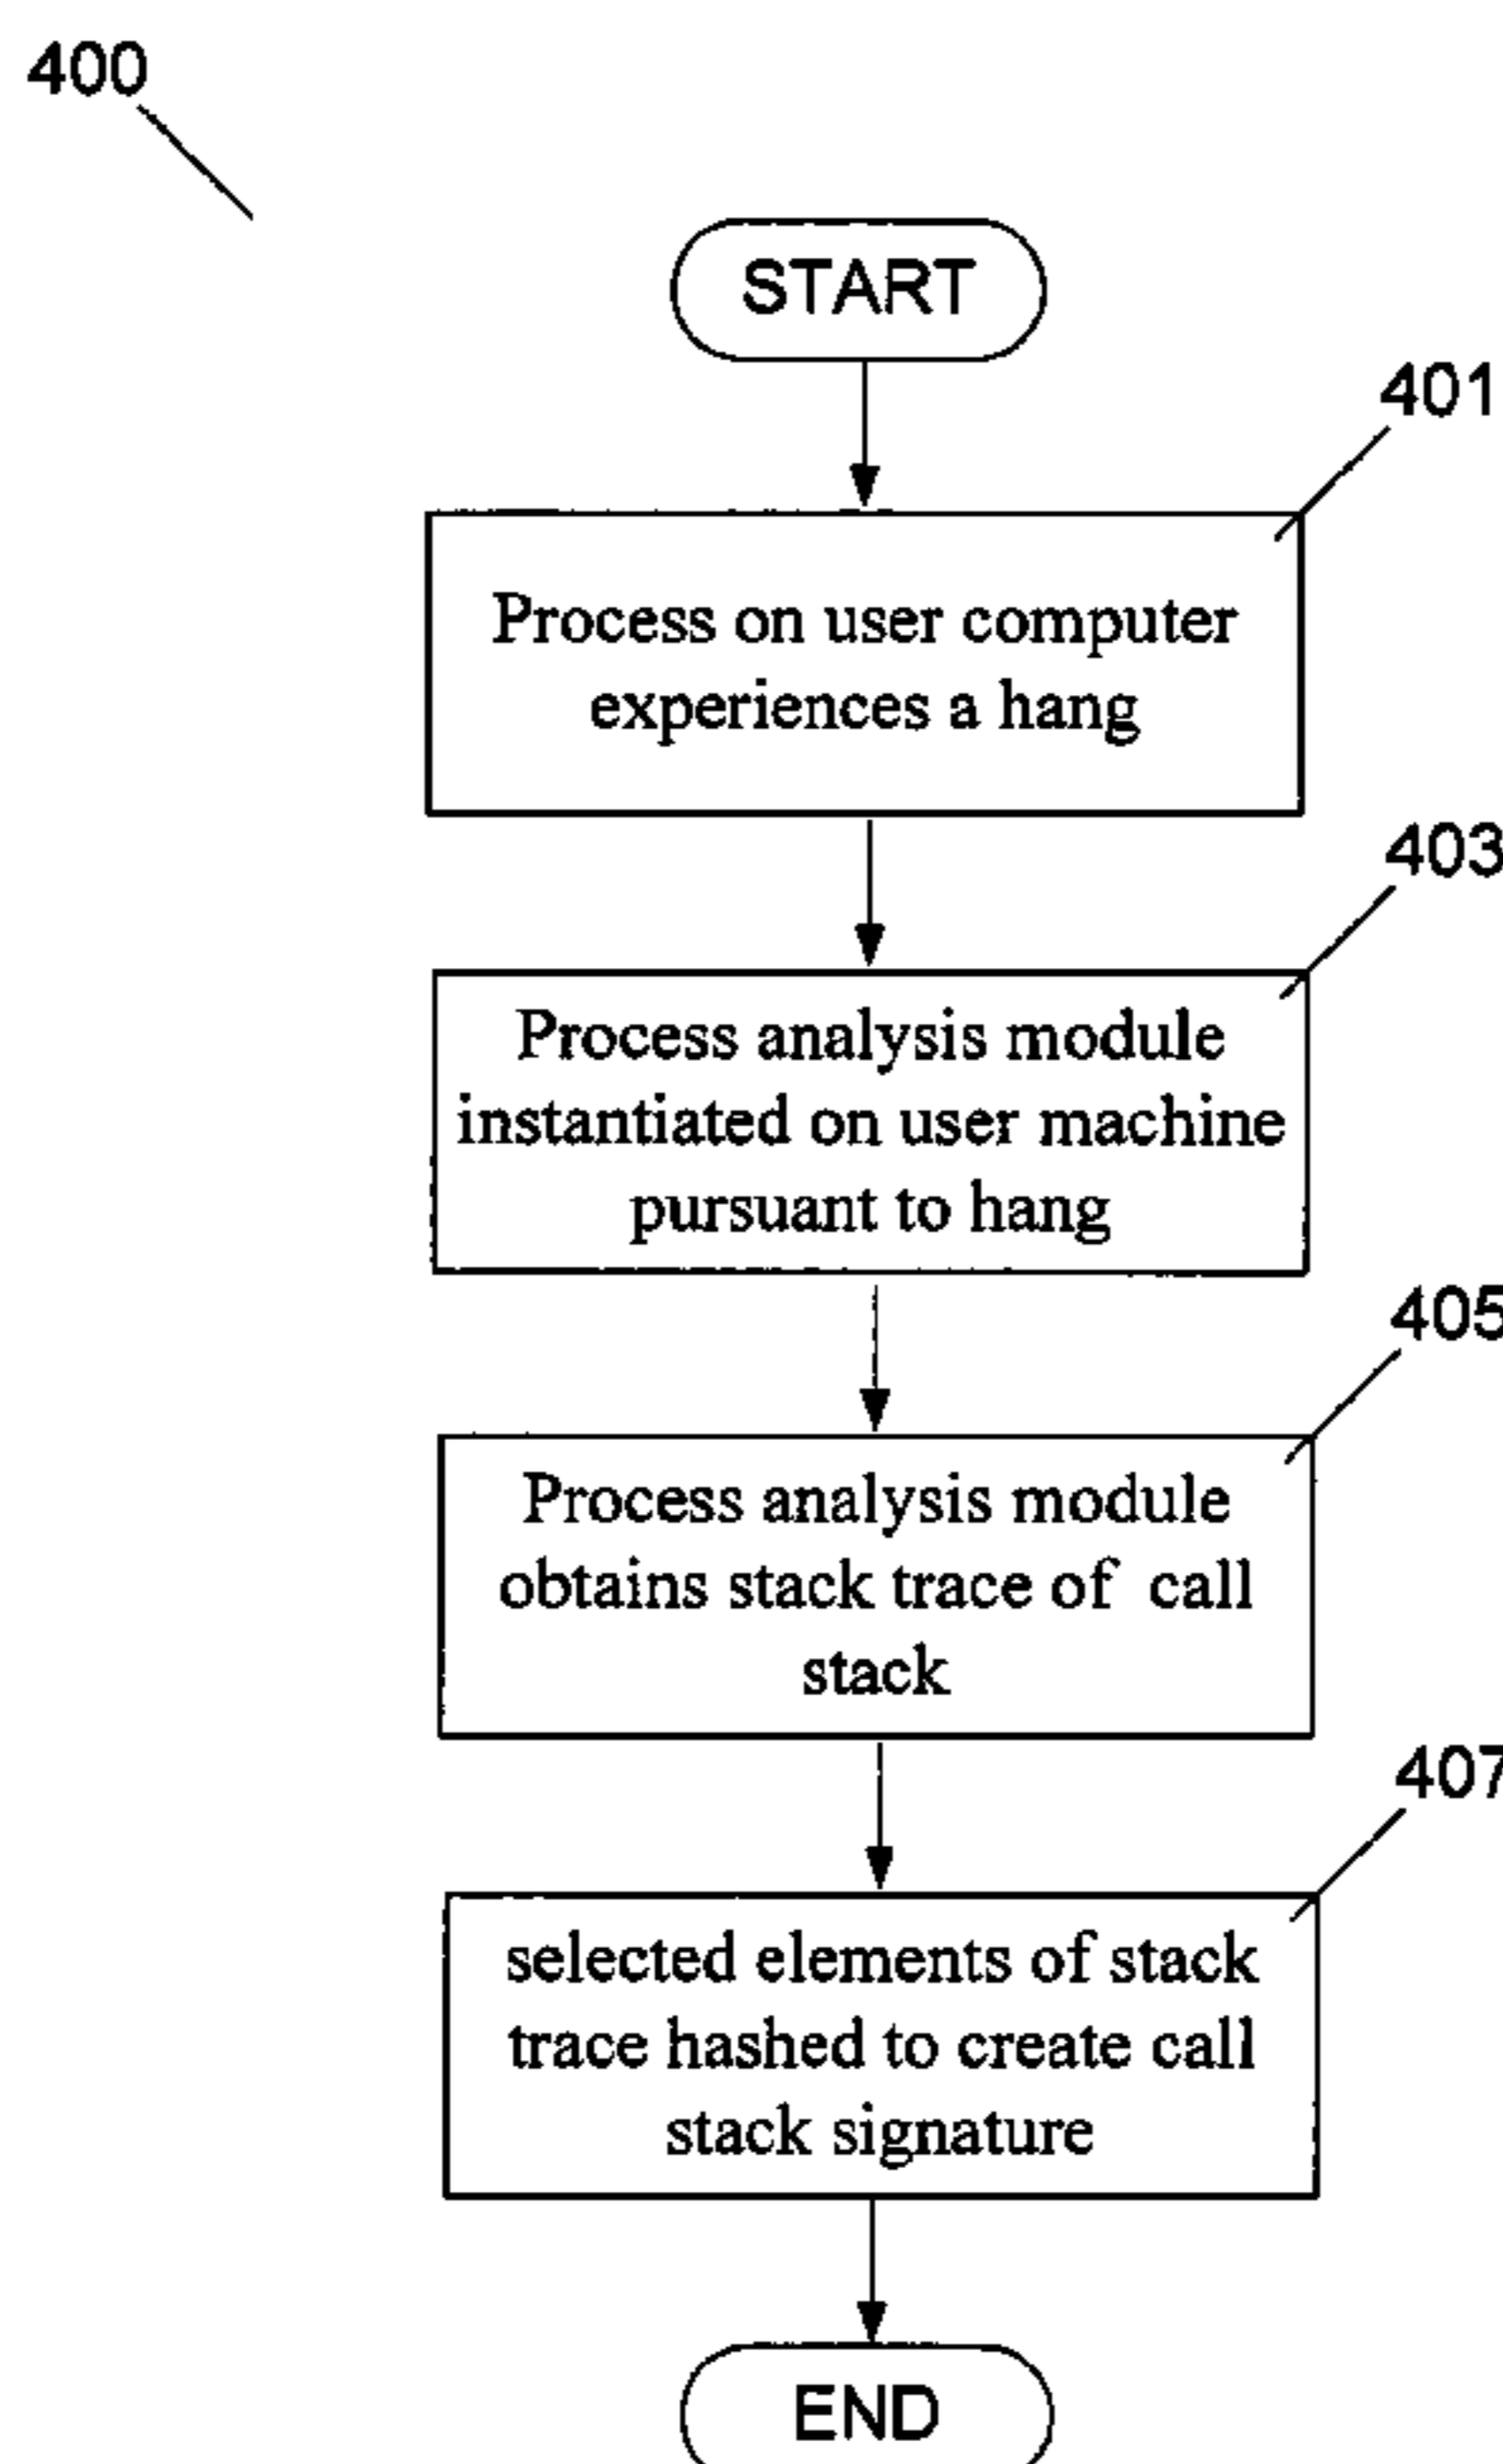 400
START
401
Process on user computer
experiences a hang
403
Process analysis module
instantiated on user machine
pursuant to hang
405
Process analysis module
obtains stack trace of call
stack
407
selected elements of stack
trace hashed to create call
stack signature
END